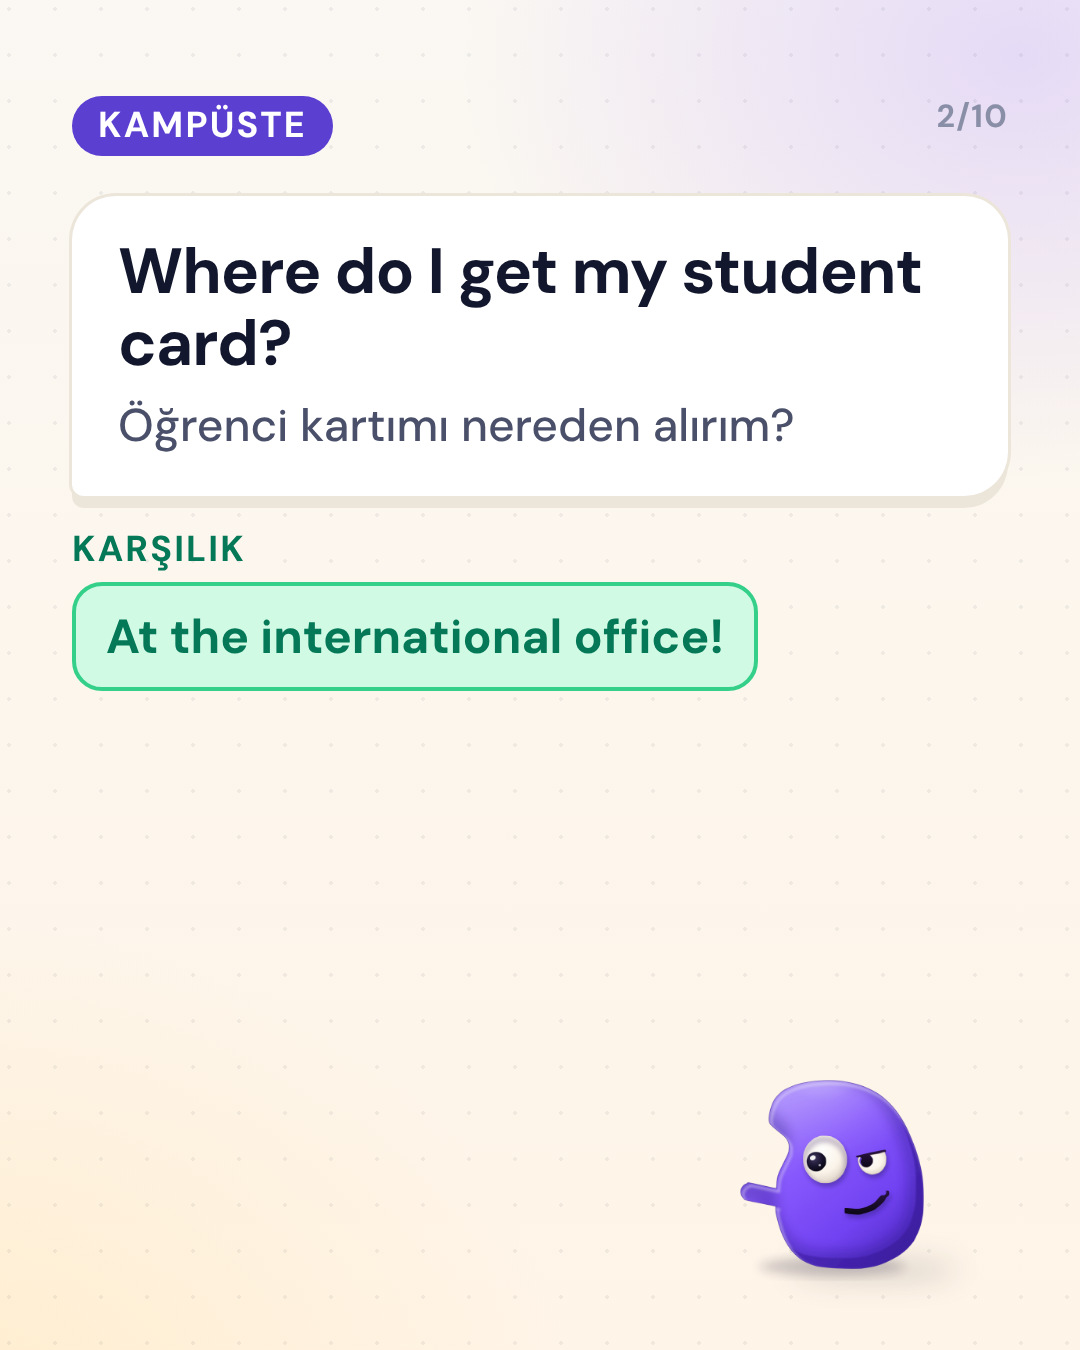 KAMPÜSTE
2/10
Where do I get my student
card?
Öğrenci kartımı nereden alırım?
KARŞILIK
At the international office!